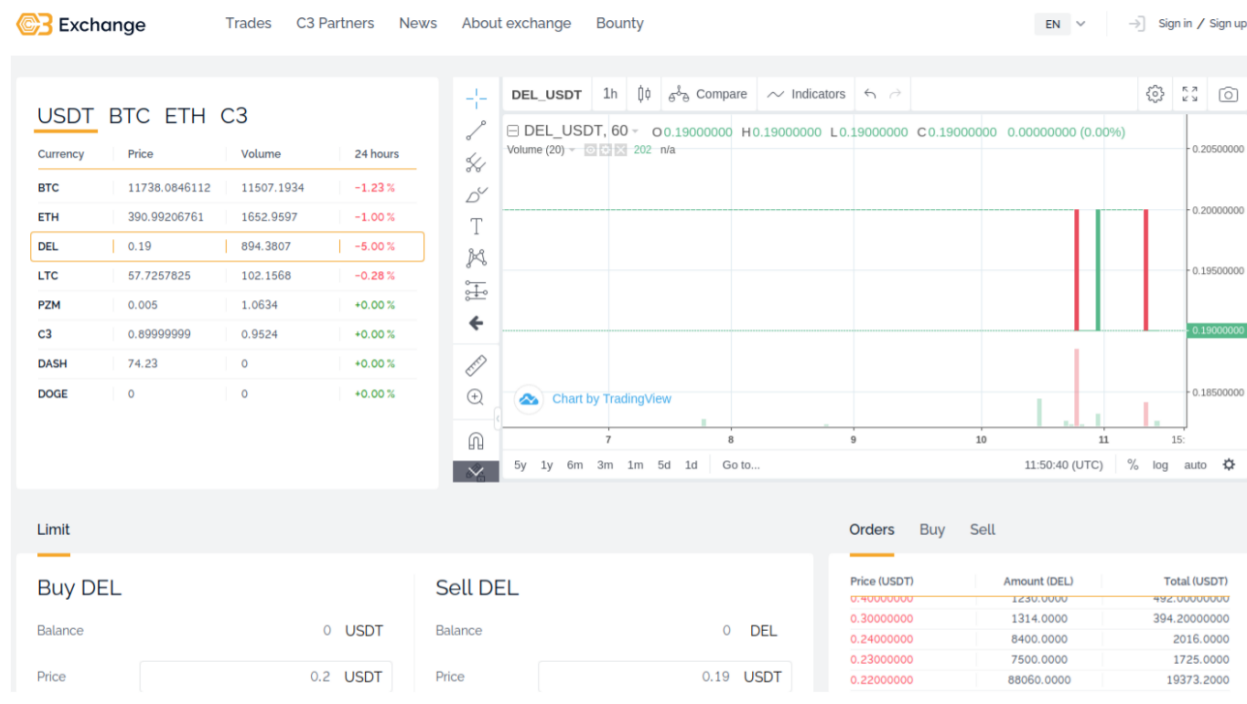 C3 Exchange Trades C3 Partners News About exchange Bounty EN Sign in / Sign up
USDT BTC ETH C3
Currency Price Volume 24 hours
BTC 11738.0846112 11507.1934 -1.23 %
ETH 390.99206761 1652.9597 -1.00 %
DEL 0.19 894.3807 -5.00 %
LTC 57.7257825 102.1568 -0.28 %
PZM 0.005 1.0634 +0.00 %
C3 0.89999999 0.9524 +0.00 %
DASH 74.23 0 +0.00 %
DOGE 0 0 +0.00 %
DEL_USDT 1h Compare Indicators
DEL_USDT, 60 O0.19000000 H0.19000000 L0.19000000 C0.19000000 0.00000000 (0.00%)
Volume (20) 202 n/a
0.20500000
0.20000000
0.19500000
0.19000000
0.18500000
Chart by TradingView
7 8 9 10 11 15:
5y 1y 6m 3m 1m 5d 1d Go to... 11:50:40 (UTC) % log auto
Limit
Buy DEL
Balance 0 USDT
Price 0.2 USDT
Sell DEL
Balance 0 DEL
Price 0.19 USDT
Orders Buy Sell
Price (USDT) Amount (DEL) Total (USDT)
0.40000000 1230.0000 492.00000000
0.30000000 1314.0000 394.20000000
0.24000000 8400.0000 2016.0000
0.23000000 7500.0000 1725.0000
0.22000000 88060.0000 19373.2000